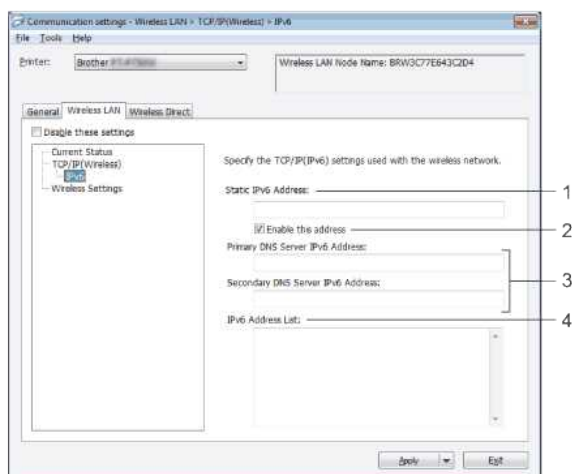 Communication settings - Wireless LAN > TCP/IP(Wireless) > IPv6
File Tools Help
Printer: Brother
Wireless LAN Node Name: BRW3C77E643C2D4
General Wireless LAN Wireless Direct
Disable these settings
Current Status
TCP/IP(Wireless)
IPv6
Wireless Settings
Specify the TCP/IP(IPv6) settings used with the wireless network.
Static IPv6 Address: 1
Enable this address 2
Primary DNS Server IPv6 Address:
3
Secondary DNS Server IPv6 Address:
IPv6 Address List: 4
Apply Exit